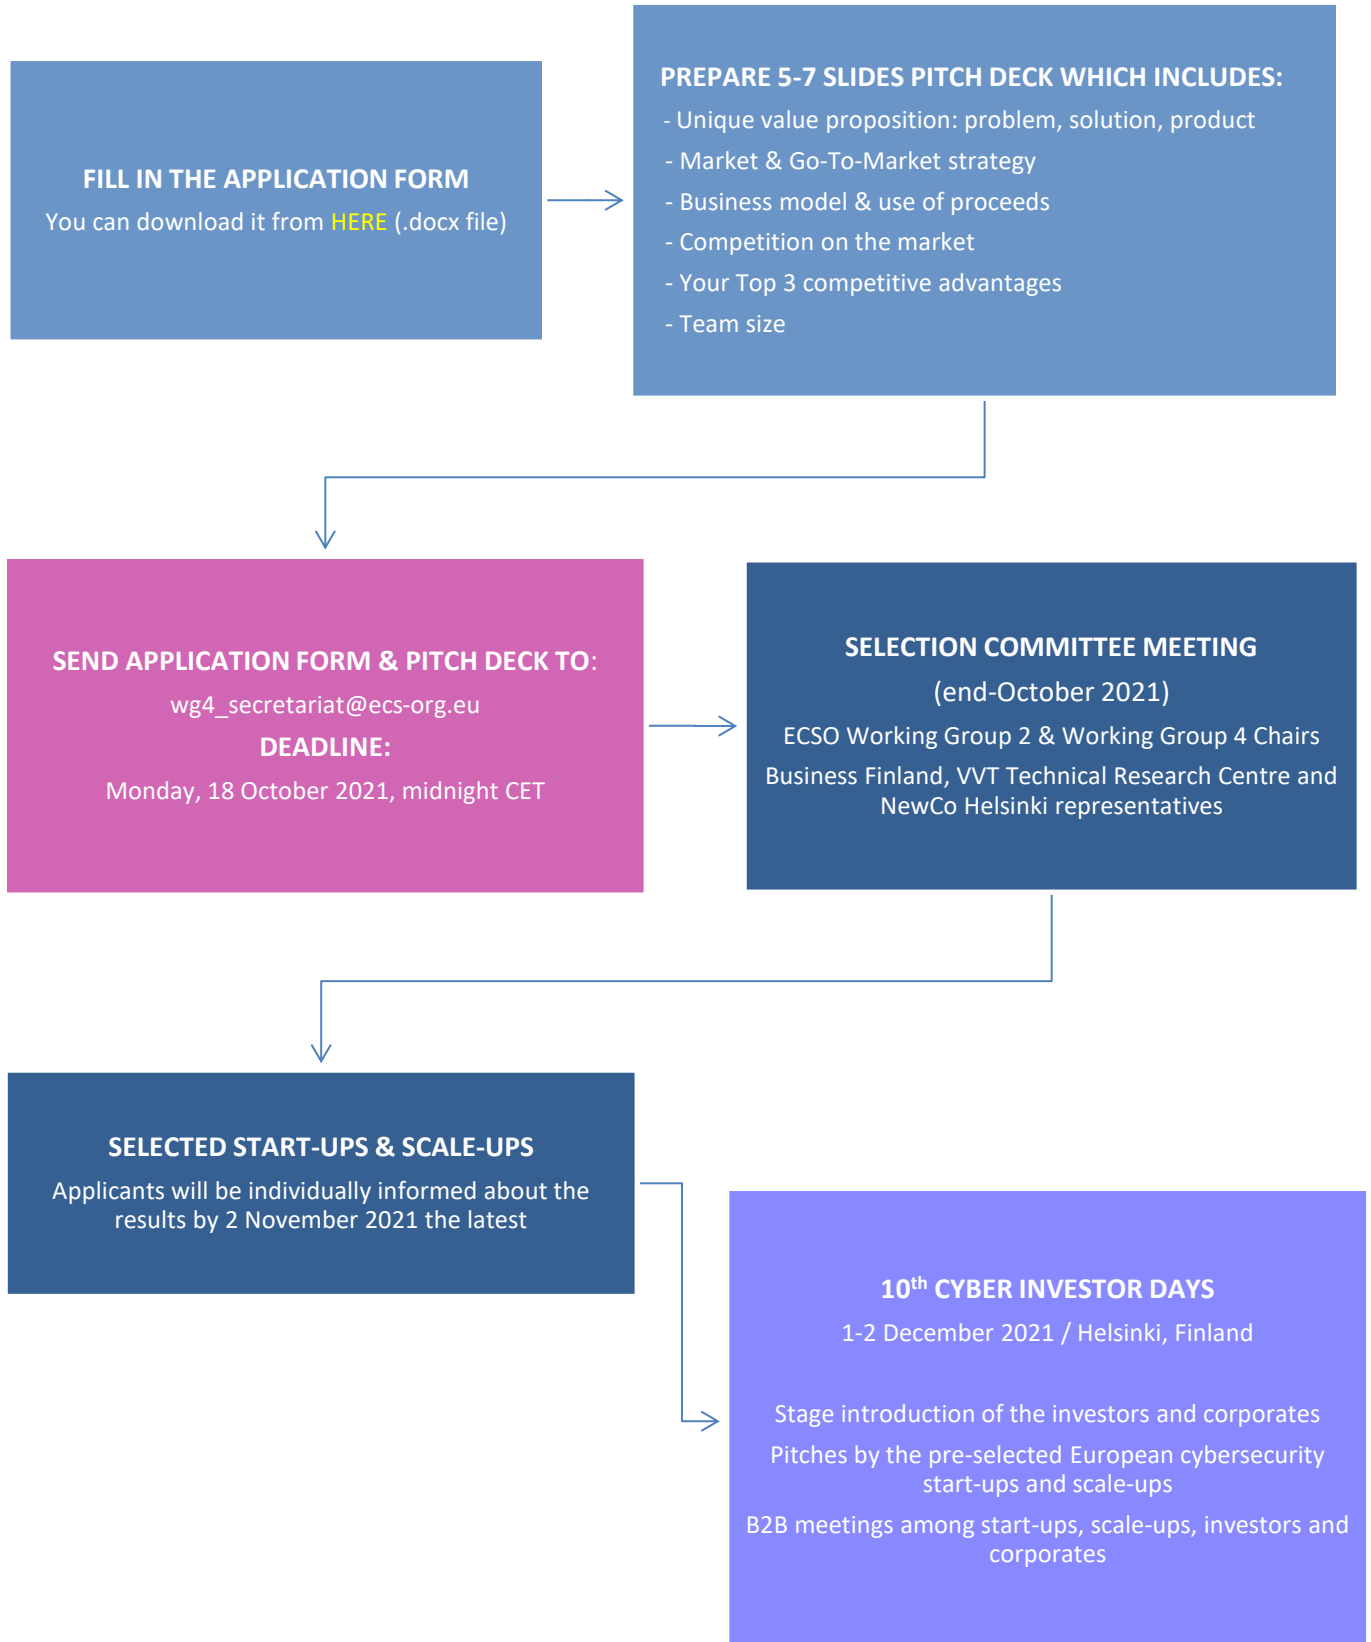 FILL IN THE APPLICATION FORM
You can download it from HERE (.docx file)
PREPARE 5-7 SLIDES PITCH DECK WHICH INCLUDES:
- Unique value proposition: problem, solution, product
- Market & Go-To-Market strategy
- Business model & use of proceeds
- Competition on the market
- Your Top 3 competitive advantages
- Team size
SEND APPLICATION FORM & PITCH DECK TO:
wg4_secretariat@ecs-org.eu
DEADLINE:
Monday, 18 October 2021, midnight CET
SELECTION COMMITTEE MEETING
(end-October 2021)
ECSO Working Group 2 & Working Group 4 Chairs
Business Finland, VVT Technical Research Centre and
NewCo Helsinki representatives
SELECTED START-UPS & SCALE-UPS
Applicants will be individually informed about the
results by 2 November 2021 the latest
10th CYBER INVESTOR DAYS
1-2 December 2021 / Helsinki, Finland
Stage introduction of the investors and corporates
Pitches by the pre-selected European cybersecurity
start-ups and scale-ups
B2B meetings among start-ups, scale-ups, investors and
corporates